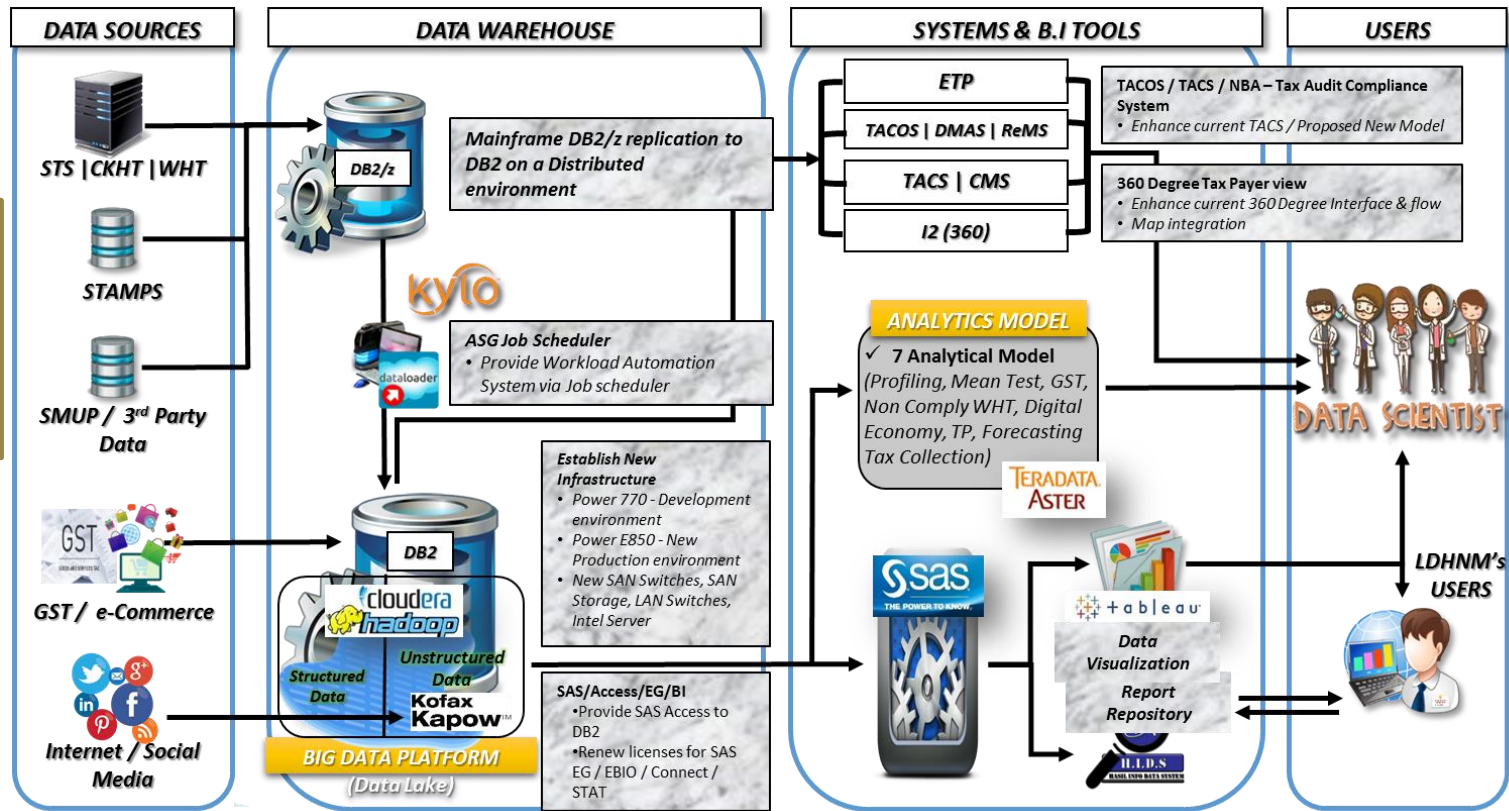 DATA SOURCES
STS |CKHT |WHT
STAMPS
SMUP / 3rd Party
Data
GST
GST / e-Commerce
Internet / Social
Media
DATA WAREHOUSE
DB2/z
Mainframe DB2/z replication to
DB2 on a Distributed
environment
kylo
dataloader
ASG Job Scheduler
• Provide Workload Automation
System via Job scheduler
DB2
cloudera
hadoop
Structured
Data
Unstructured
Data
Kofax
Kapow™
BIG DATA PLATFORM
(Data Lake)
Establish New
Infrastructure
• Power 770 - Development
environment
• Power E850 - New
Production environment
• New SAN Switches, SAN
Storage, LAN Switches,
Intel Server
SAS/Access/EG/BI
•Provide SAS Access to
DB2
•Renew licenses for SAS
EG / EBIO / Connect /
STAT
SYSTEMS & B.I TOOLS
ETP
TACOS | DMAS | ReMS
TACS | CMS
I2 (360)
TACOS / TACS / NBA – Tax Audit Compliance
System
• Enhance current TACS / Proposed New Model
360 Degree Tax Payer view
• Enhance current 360 Degree Interface & flow
• Map integration
ANALYTICS MODEL
✓ 7 Analytical Model
(Profiling, Mean Test, GST,
Non Comply WHT, Digital
Economy, TP, Forecasting
Tax Collection)
TERADATA
ASTER
sas
THE POWER TO KNOW.
tableau
Data
Visualization
Report
Repository
H.I.D.S
HASIL INFO DATA SYSTEM
USERS
DATA SCIENTIST
LDHNM's
USERS